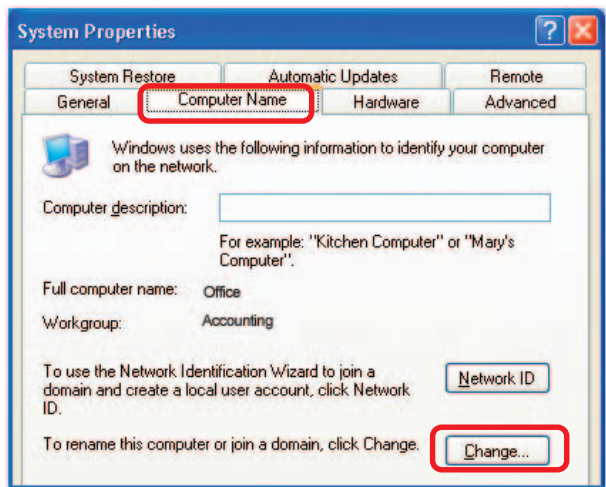 System Properties
System Restore Automatic Updates Remote
General Computer Name Hardware Advanced
Windows uses the following information to identify your computer
on the network.
Computer description:
For example: "Kitchen Computer" or "Mary's
Computer".
Full computer name: Office
Workgroup: Accounting
To use the Network Identification Wizard to join a
domain and create a local user account, click Network
ID.
Network ID
To rename this computer or join a domain, click Change.
Change...